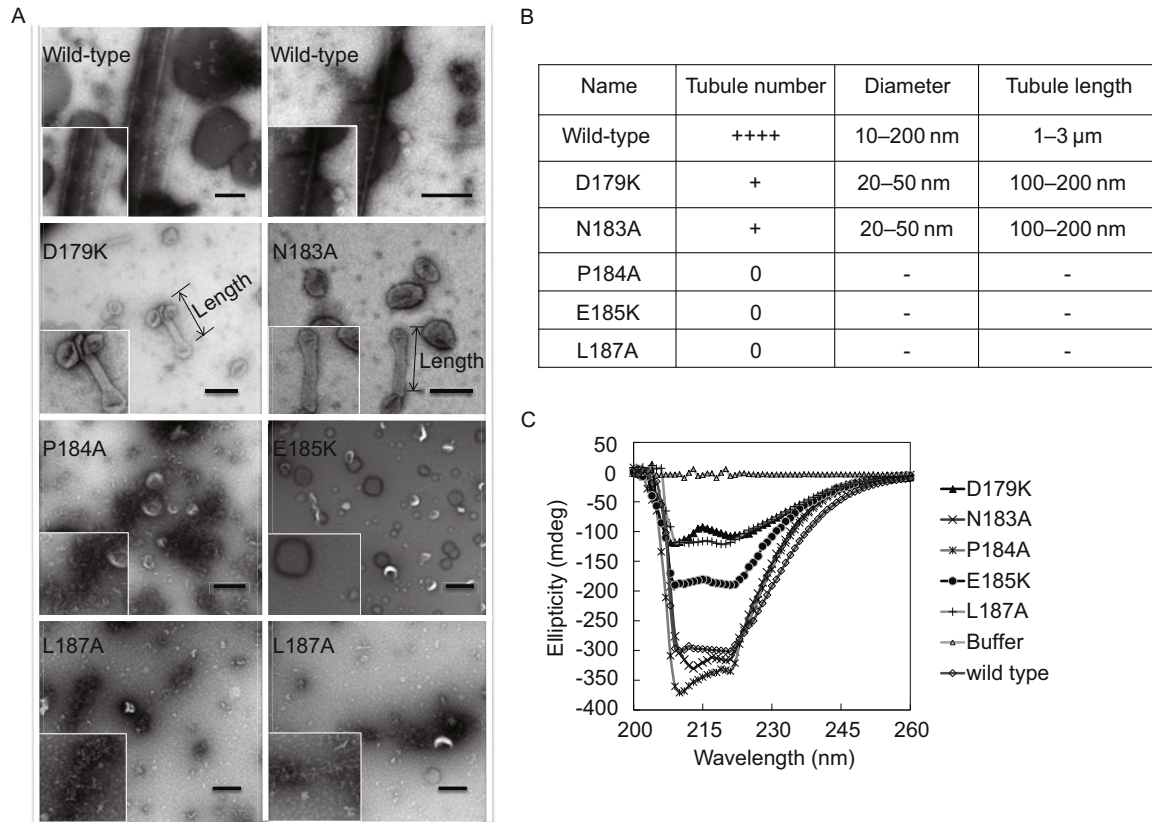 A
Wild-type
Wild-type
D179K
Length
N183A
Length
P184A
E185K
L187A
L187A
B
Name Tubule number Diameter Tubule length
Wild-type ++++ 10–200 nm 1–3 µm
D179K + 20–50 nm 100–200 nm
N183A + 20–50 nm 100–200 nm
P184A 0 - -
E185K 0 - -
L187A 0 - -
C
50
0
-50
-100
-150
-200
-250
-300
-350
-400
Ellipticity (mdeg)
200 215 230 245 260
Wavelength (nm)
D179K
N183A
P184A
E185K
L187A
Buffer
wild type